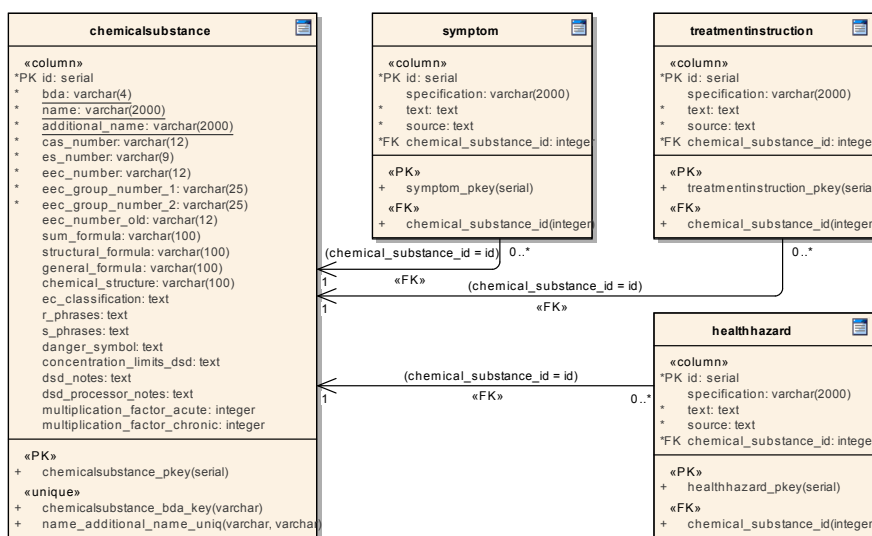 chemicalsubstance
«column»
*PK id: serial
* bda: varchar(4)
* name: varchar(2000)
* additional_name: varchar(2000)
* cas_number: varchar(12)
* es_number: varchar(9)
* eec_number: varchar(12)
* eec_group_number_1: varchar(25)
* eec_group_number_2: varchar(25)
eec_number_old: varchar(12)
sum_formula: varchar(100)
structural_formula: varchar(100)
general_formula: varchar(100)
chemical_structure: varchar(100)
ec_classification: text
r_phrases: text
s_phrases: text
danger_symbol: text
concentration_limits_dsd: text
dsd_notes: text
dsd_processor_notes: text
multiplication_factor_acute: integer
multiplication_factor_chronic: integer
«PK»
+ chemicalsubstance_pkey(serial)
«unique»
+ chemicalsubstance_bda_key(varchar)
+ name_additional_name_uniq(varchar, varchar)
symptom
«column»
*PK id: serial
specification: varchar(2000)
* text: text
* source: text
*FK chemical_substance_id: integer
«PK»
+ symptom_pkey(serial)
«FK»
+ chemical_substance_id(integer)
treatmentinstruction
«column»
*PK id: serial
specification: varchar(2000)
* text: text
* source: text
*FK chemical_substance_id: intege
«PK»
+ treatmentinstruction_pkey(seria
«FK»
+ chemical_substance_id(integer
(chemical_substance_id = id) 0..*
1 «FK»
0..*
(chemical_substance_id = id)
1 «FK»
(chemical_substance_id = id)
1 «FK» 0..*
healthhazard
«column»
*PK id: serial
specification: varchar(2000)
* text: text
* source: text
*FK chemical_substance_id: intege
«PK»
+ healthhazard_pkey(serial)
«FK»
+ chemical_substance_id(integer